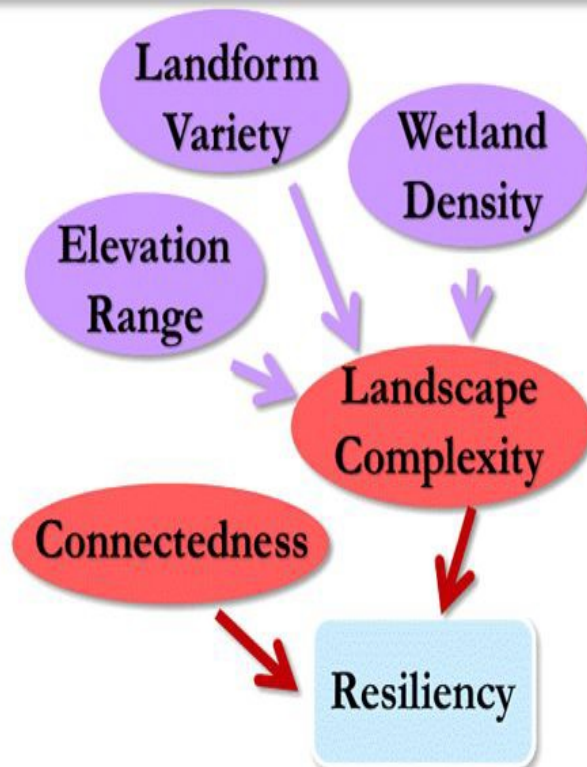 Landform
Variety
Wetland
Density
Elevation
Range
Landscape
Complexity
Connectedness
Resiliency